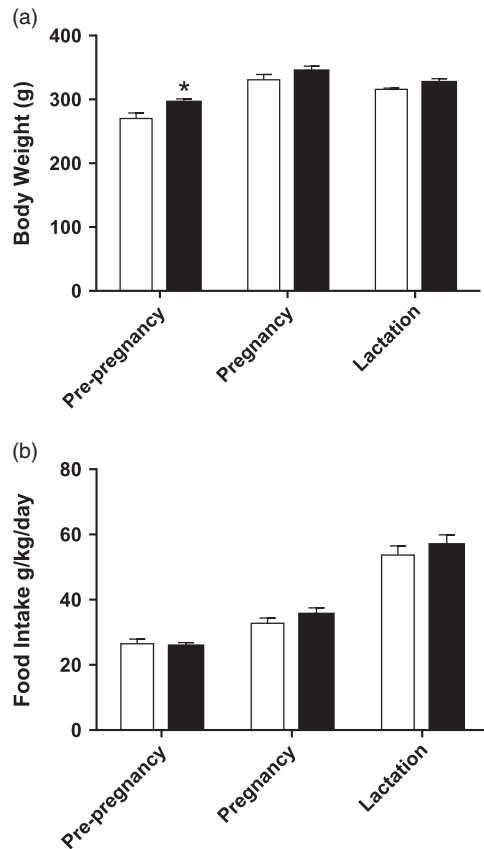 (a)
Body Weight (g)
400
300
200
100
0
*
Pre-pregnancy
Pregnancy
Lactation
(b)
Food Intake g/kg/day
80
60
40
20
0
Pre-pregnancy
Pregnancy
Lactation